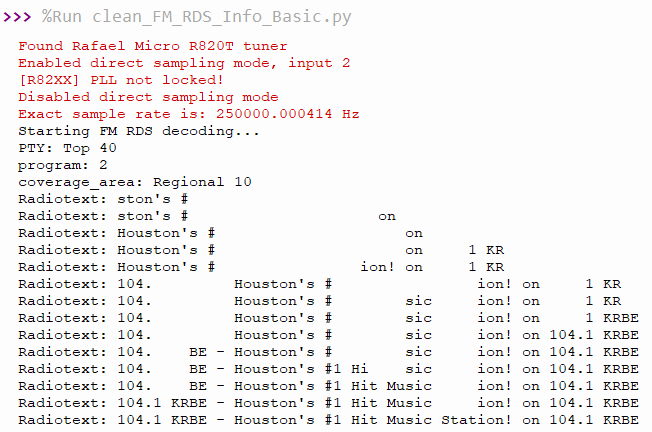 >>> %Run clean_FM_RDS_Info_Basic.py
Found Rafael Micro R820T tuner
Enabled direct sampling mode, input 2
[R82XX] PLL not locked!
Disabled direct sampling mode
Exact sample rate is: 250000.000414 Hz
Starting FM RDS decoding...
PTY: Top 40
program: 2
coverage_area: Regional 10
Radiotext: ston's #
Radiotext: ston's #                     on
Radiotext: Houston's #                     on
Radiotext: Houston's #                     on     1 KR
Radiotext: Houston's #                ion! on     1 KR
Radiotext: 104.         Houston's #                ion! on     1 KR
Radiotext: 104.         Houston's #        sic     ion! on     1 KR
Radiotext: 104.         Houston's #        sic     ion! on     1 KRBE
Radiotext: 104.         Houston's #        sic     ion! on 104.1 KRBE
Radiotext: 104.    BE - Houston's #        sic     ion! on 104.1 KRBE
Radiotext: 104.    BE - Houston's #1 Hi    sic     ion! on 104.1 KRBE
Radiotext: 104.    BE - Houston's #1 Hit Music     ion! on 104.1 KRBE
Radiotext: 104.1 KRBE - Houston's #1 Hit Music     ion! on 104.1 KRBE
Radiotext: 104.1 KRBE - Houston's #1 Hit Music Station! on 104.1 KRBE